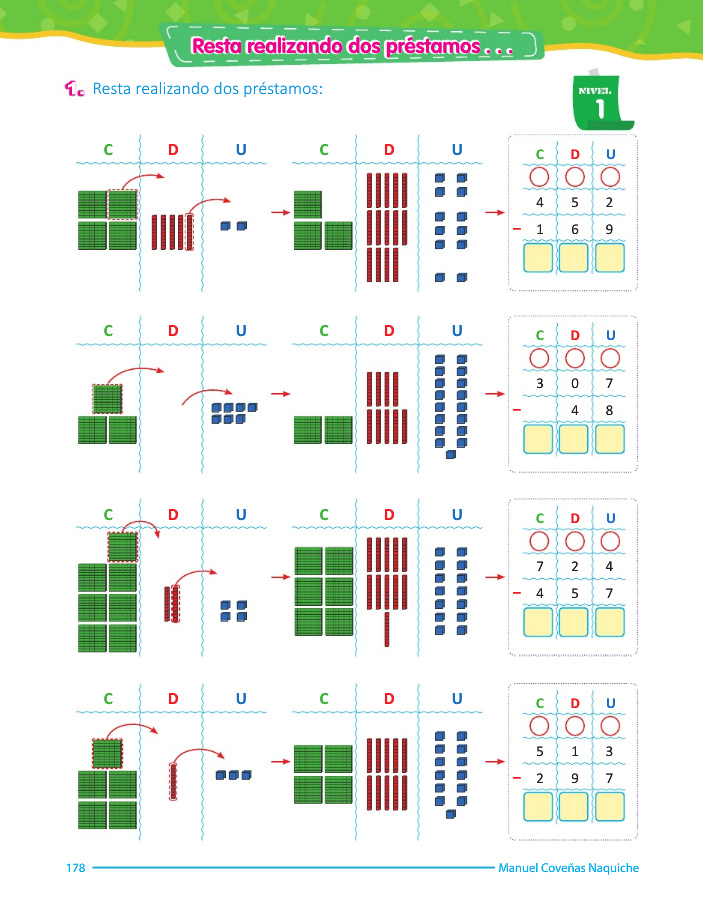 Resta realizando dos préstamos . . .
1. Resta realizando dos préstamos:
NIVEL
1
C D U
C D U
C D U
4 5 2
- 1 6 9
C D U
C D U
C D U
3 0 7
- 4 8
C D U
C D U
C D U
7 2 4
- 4 5 7
C D U
C D U
C D U
5 1 3
- 2 9 7
178
Manuel Coveñas Naquiche